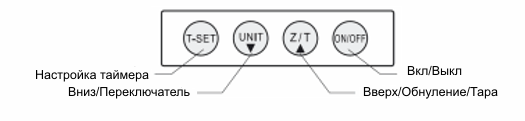 T-SET UNIT Z/T ON/OFF
Настройка таймера
Вкл/Выкл
Вниз/Переключатель
Вверх/Обнуление/Тара